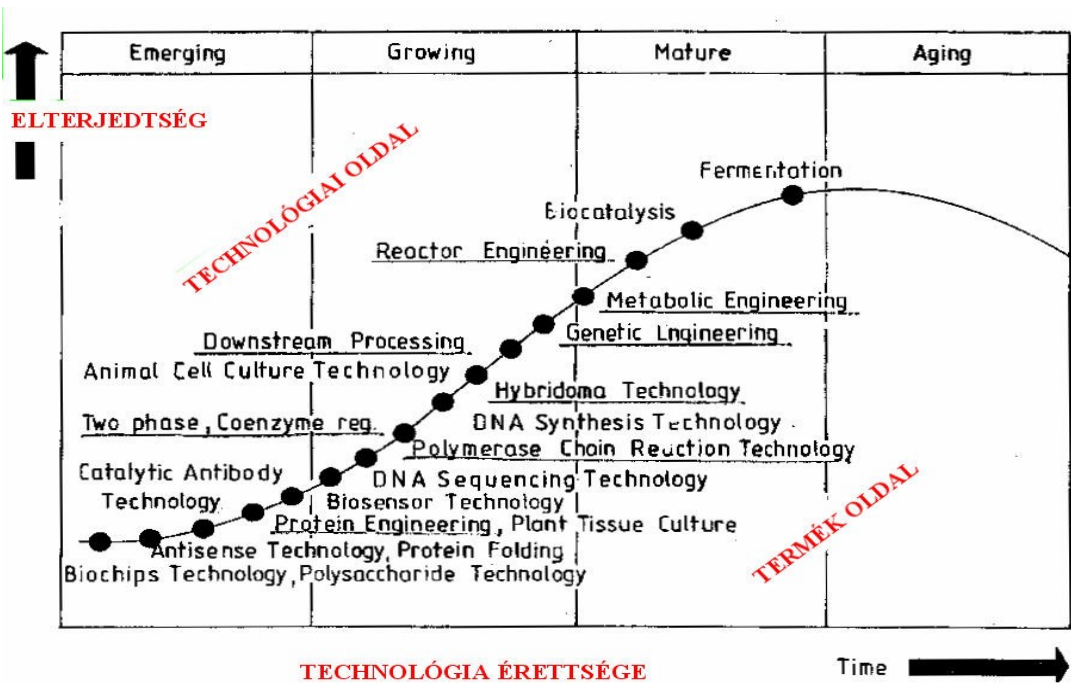 Emerging Growing Mature Aging
ELTERJEDTSÉG
TECHNOLÓGIAI OLDAL
Fermentation
Biocatalysis
Reactor Engineering
Metabolic Engineering
Genetic Engineering
Downstream Processing
Animal Cell Culture Technology
Hybridoma Technology
Two phase, Coenzyme reg.
DNA Synthesis Technology
Polymerase Chain Reaction Technology
Catalytic Antibody
Technology
DNA Sequencing Technology
Biosensor Technology
Protein Engineering, Plant Tissue Culture
Antisense Technology, Protein Folding
Biochips Technology, Polysaccharide Technology
TERMÉK OLDAL
TECHNOLÓGIA ÉRETTSÉGE
Time